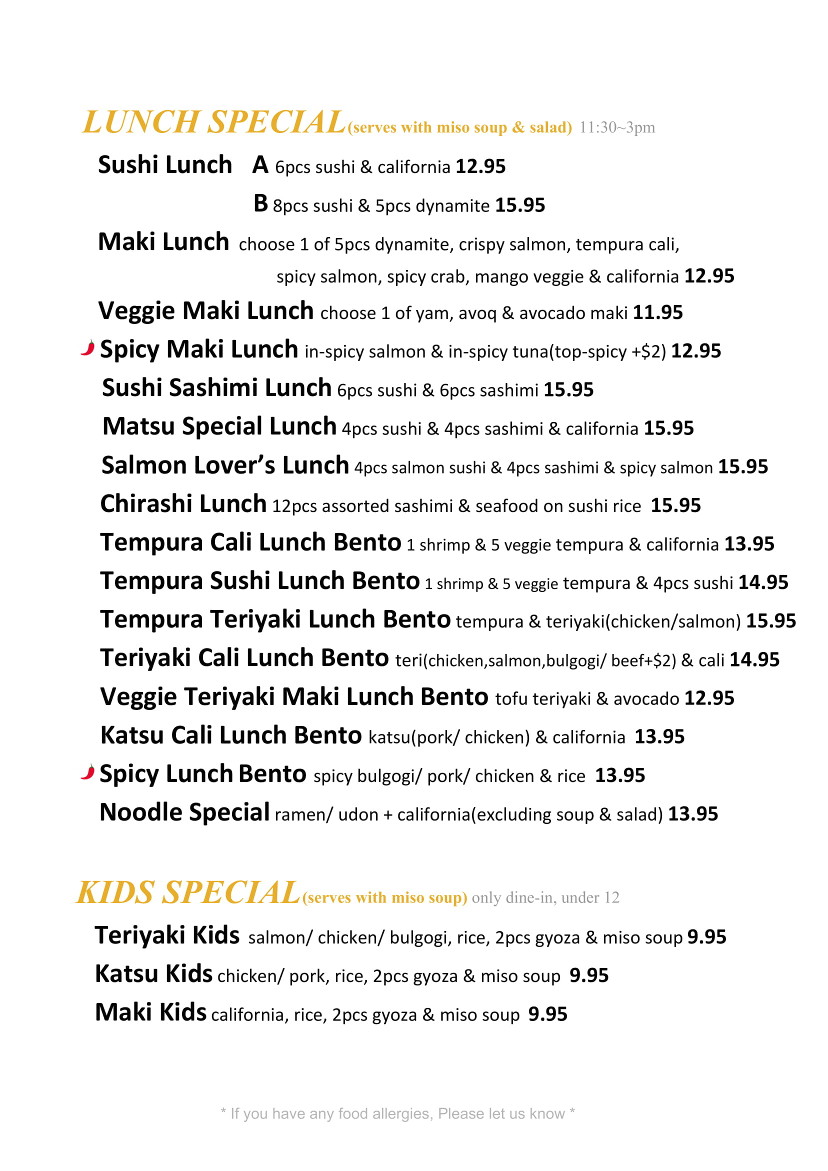 LUNCH SPECIAL(serves with miso soup & salad) 11:30~3pm
Sushi Lunch A 6pcs sushi & california 12.95
B 8pcs sushi & 5pcs dynamite 15.95
Maki Lunch choose 1 of 5pcs dynamite, crispy salmon, tempura cali,
spicy salmon, spicy crab, mango veggie & california 12.95
Veggie Maki Lunch choose 1 of yam, avoq & avocado maki 11.95
Spicy Maki Lunch in-spicy salmon & in-spicy tuna(top-spicy +$2) 12.95
Sushi Sashimi Lunch 6pcs sushi & 6pcs sashimi 15.95
Matsu Special Lunch 4pcs sushi & 4pcs sashimi & california 15.95
Salmon Lover's Lunch 4pcs salmon sushi & 4pcs sashimi & spicy salmon 15.95
Chirashi Lunch 12pcs assorted sashimi & seafood on sushi rice 15.95
Tempura Cali Lunch Bento 1 shrimp & 5 veggie tempura & california 13.95
Tempura Sushi Lunch Bento 1 shrimp & 5 veggie tempura & 4pcs sushi 14.95
Tempura Teriyaki Lunch Bento tempura & teriyaki(chicken/salmon) 15.95
Teriyaki Cali Lunch Bento teri(chicken,salmon,bulgogi/ beef+$2) & cali 14.95
Veggie Teriyaki Maki Lunch Bento tofu teriyaki & avocado 12.95
Katsu Cali Lunch Bento katsu(pork/ chicken) & california 13.95
Spicy Lunch Bento spicy bulgogi/ pork/ chicken & rice 13.95
Noodle Special ramen/ udon + california(excluding soup & salad) 13.95
KIDS SPECIAL(serves with miso soup) only dine-in, under 12
Teriyaki Kids salmon/ chicken/ bulgogi, rice, 2pcs gyoza & miso soup 9.95
Katsu Kids chicken/ pork, rice, 2pcs gyoza & miso soup 9.95
Maki Kids california, rice, 2pcs gyoza & miso soup 9.95
* If you have any food allergies, Please let us know *